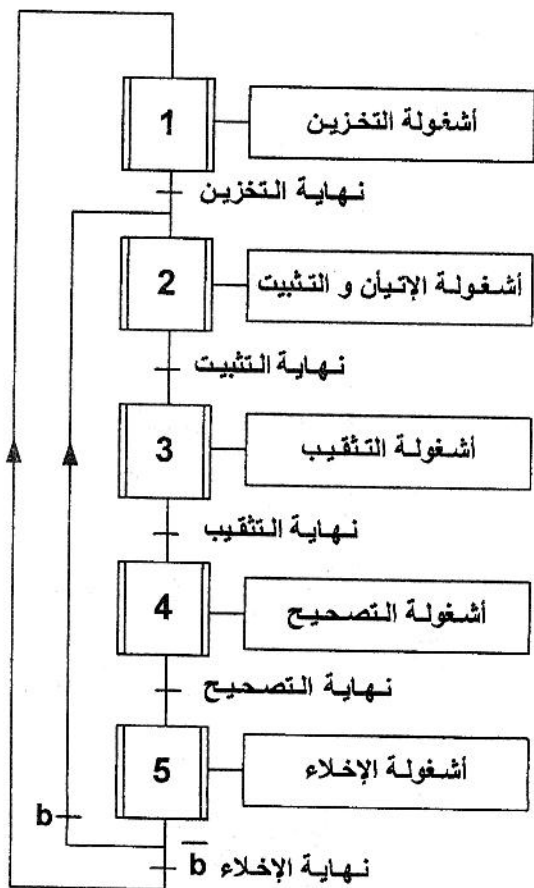 1 أشغولة التخزين
نهاية التخزين
2 أشغولة الإتيأن و التثبيت
نهاية التثبيت
3 أشغولة التثقيب
نهاية التثقيب
4 أشغولة التصحيح
نهاية التصحيح
5 أشغولة الإخلاء
b
b̅ نهاية الإخلاء